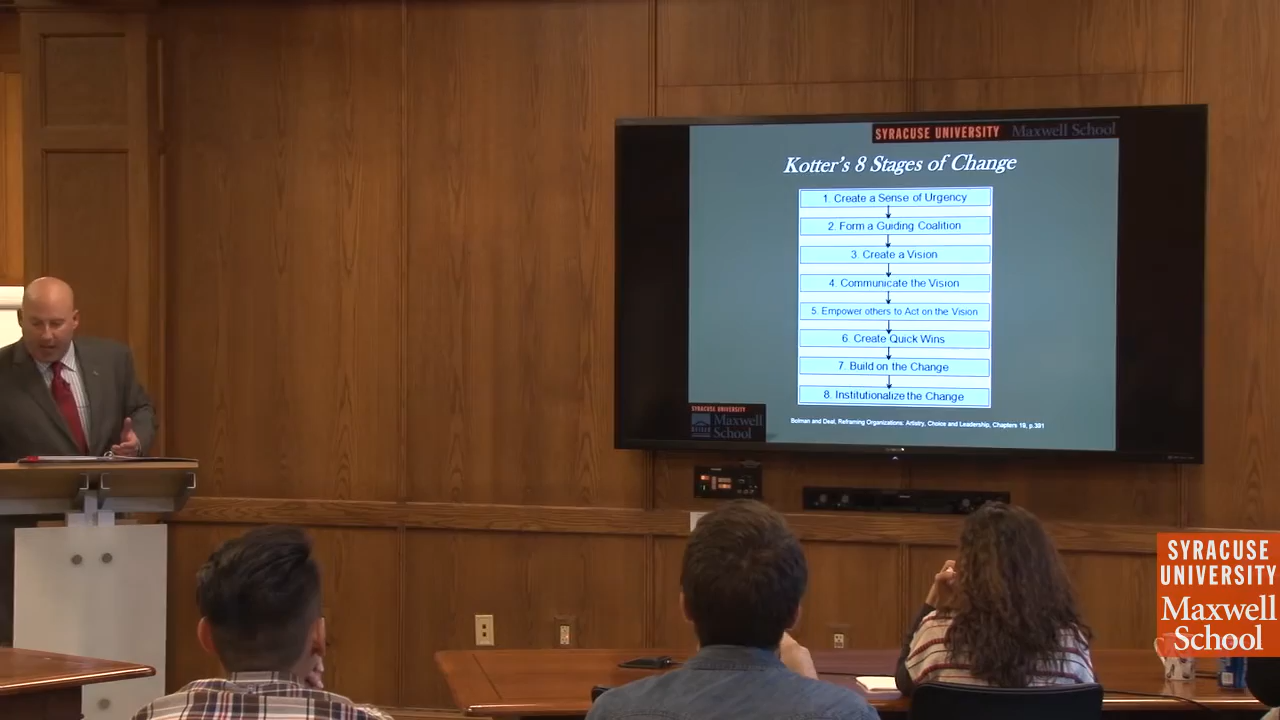 SYRACUSE UNIVERSITY Maxwell School
Kotter's 8 Stages of Change
1. Create a Sense of Urgency
2. Form a Guiding Coalition
3. Create a Vision
4. Communicate the Vision
5. Empower others to Act on the Vision
6. Create Quick Wins
7. Build on the Change
8. Institutionalize the Change
SYRACUSE UNIVERSITY
Maxwell
School
Bolman and Deal, Reframing Organizations: Artistry, Choice and Leadership, Chapters 19, p.391
SYRACUSE
UNIVERSITY
Maxwell
School